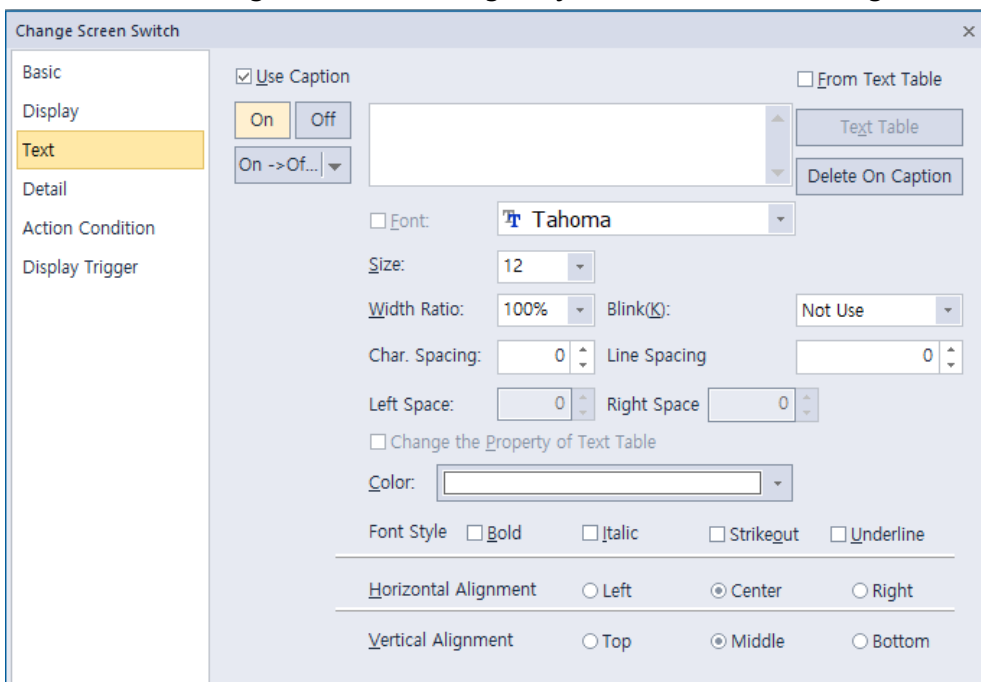 Change Screen Switch
Basic
Display
Text
Detail
Action Condition
Display Trigger
Use Caption
From Text Table
On Off
Text Table
On ->Of...
Delete On Caption
Font: Tahoma
Size: 12
Width Ratio: 100% Blink(K): Not Use
Char. Spacing: 0 Line Spacing 0
Left Space: 0 Right Space 0
Change the Property of Text Table
Color:
Font Style Bold Italic Strikeout Underline
Horizontal Alignment Left Center Right
Vertical Alignment Top Middle Bottom